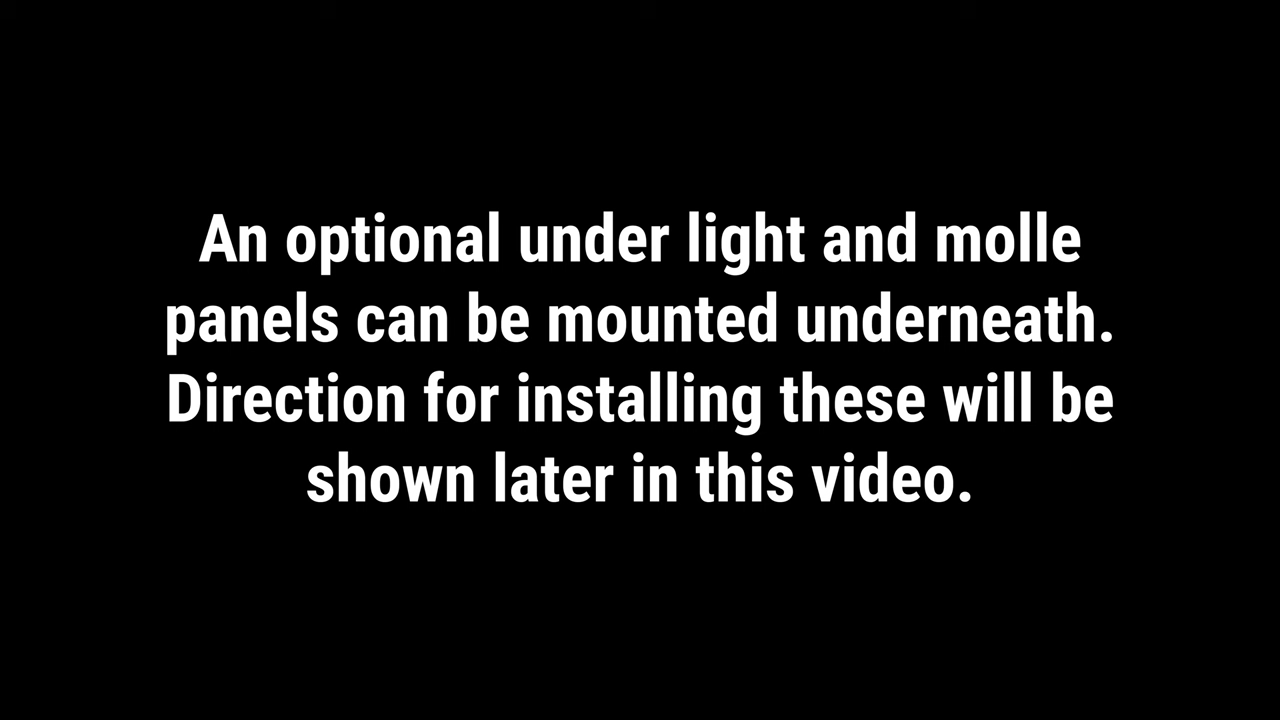 An optional under light and molle
panels can be mounted underneath.
Direction for installing these will be
shown later in this video.